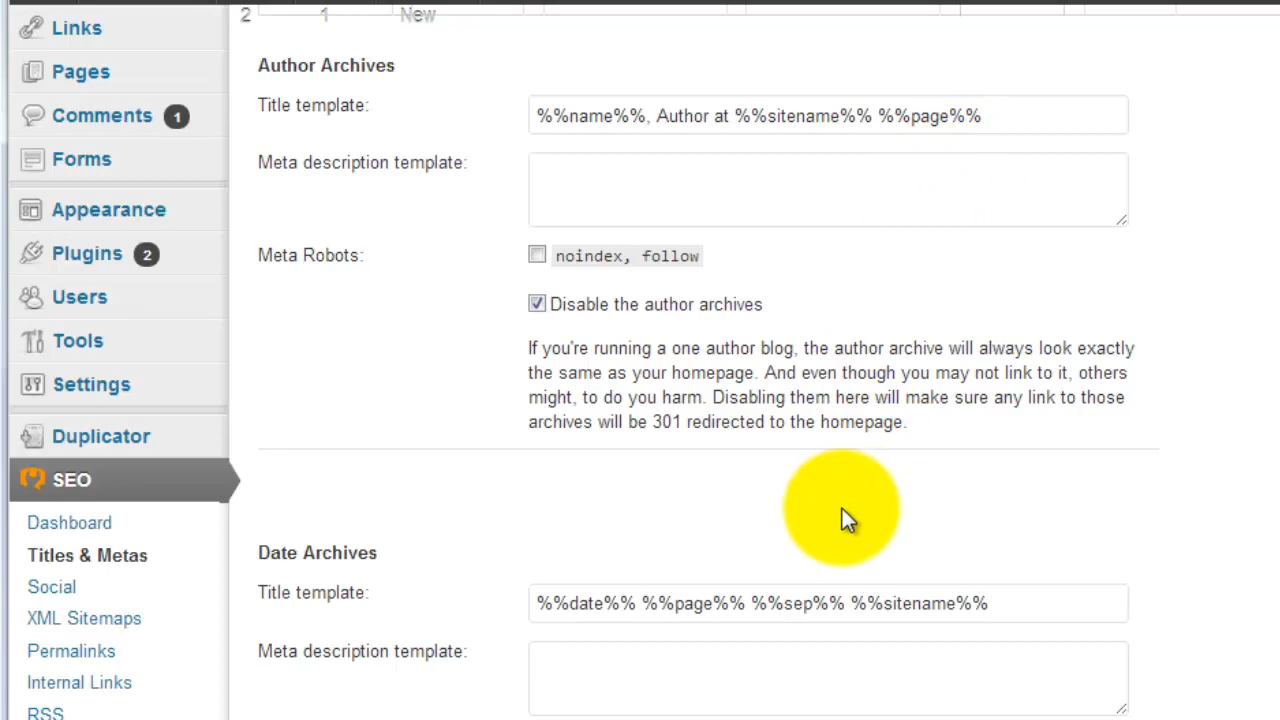 2 1 New
Links
Pages
Comments 1
Forms
Appearance
Plugins 2
Users
Tools
Settings
Duplicator
SEO
Dashboard
Titles & Metas
Social
XML Sitemaps
Permalinks
Internal Links
RSS
Author Archives
Title template:
%%name%%, Author at %%sitename%% %%page%%
Meta description template:
Meta Robots:
noindex, follow
Disable the author archives
If you're running a one author blog, the author archive will always look exactly
the same as your homepage. And even though you may not link to it, others
might, to do you harm. Disabling them here will make sure any link to those
archives will be 301 redirected to the homepage.
Date Archives
Title template:
%%date%% %%page%% %%sep%% %%sitename%%
Meta description template: